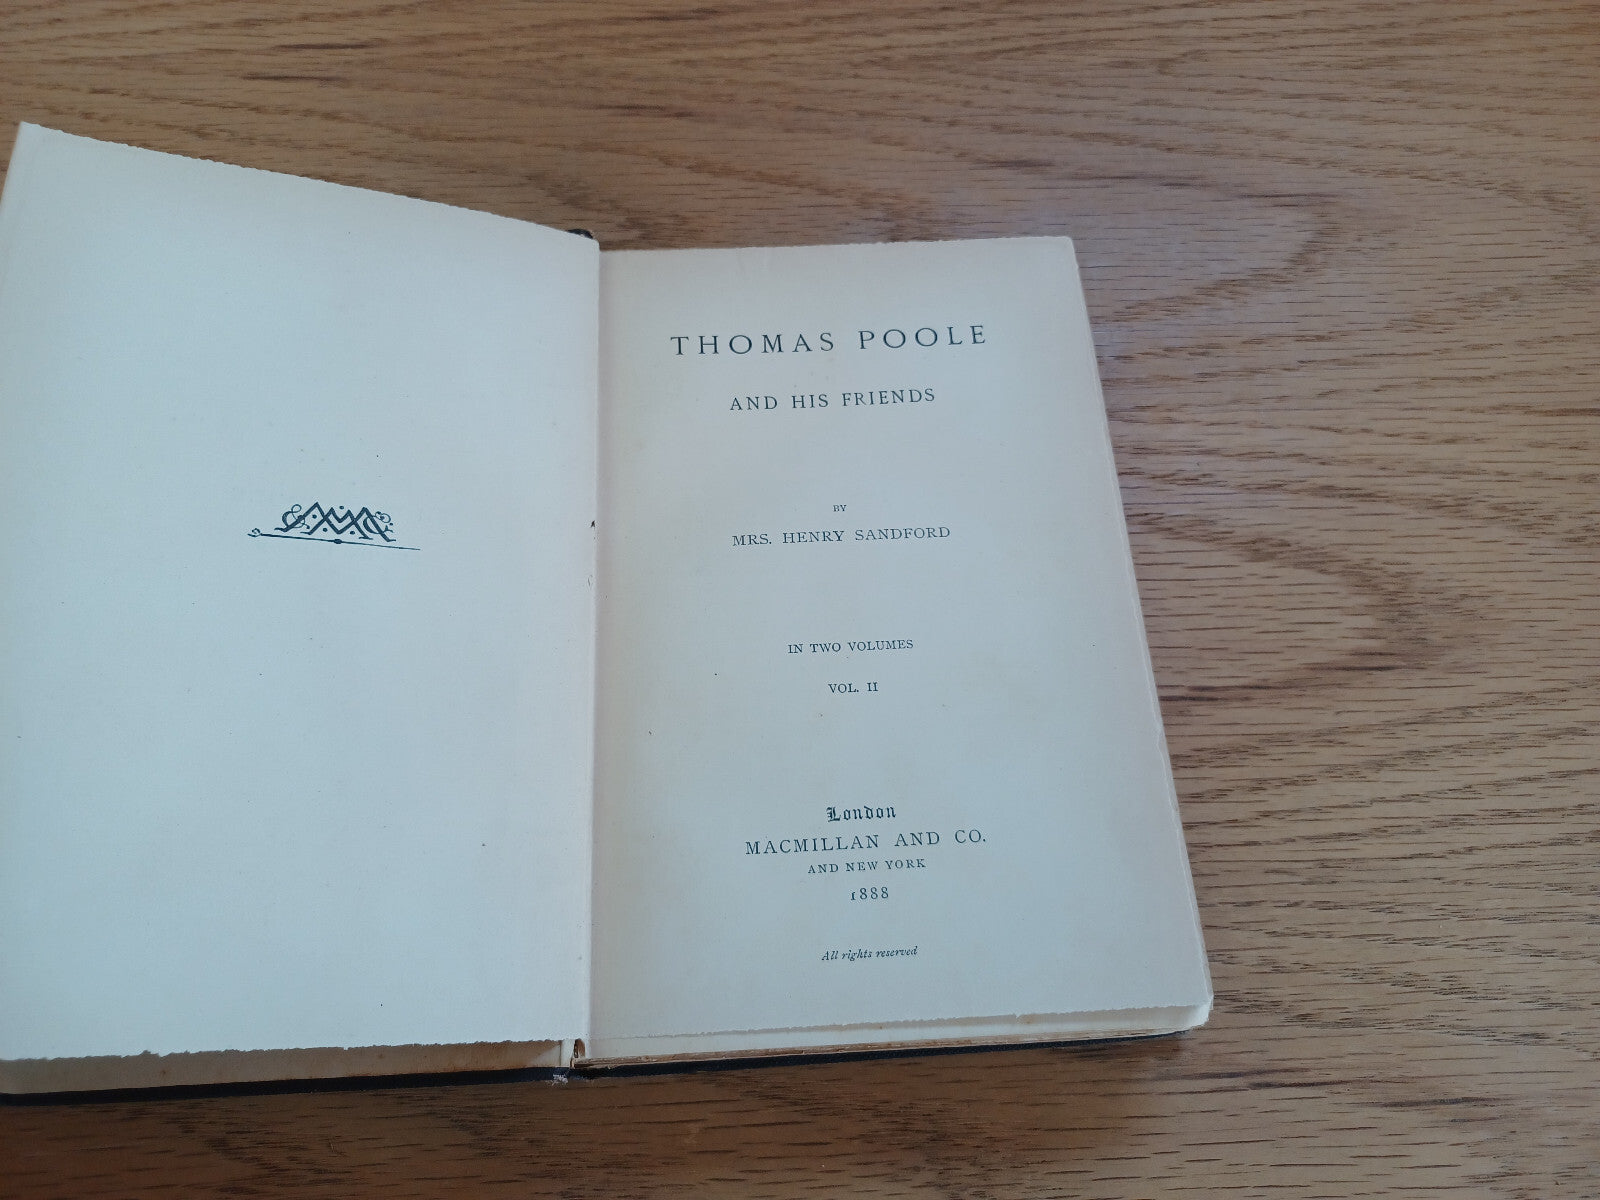 THOMAS POOLE
AND HIS FRIENDS
BY
MRS. HENRY SANDFORD
IN TWO VOLUMES
VOL. II
London
MACMILLAN AND CO.
AND NEW YORK
1888
All rights reserved